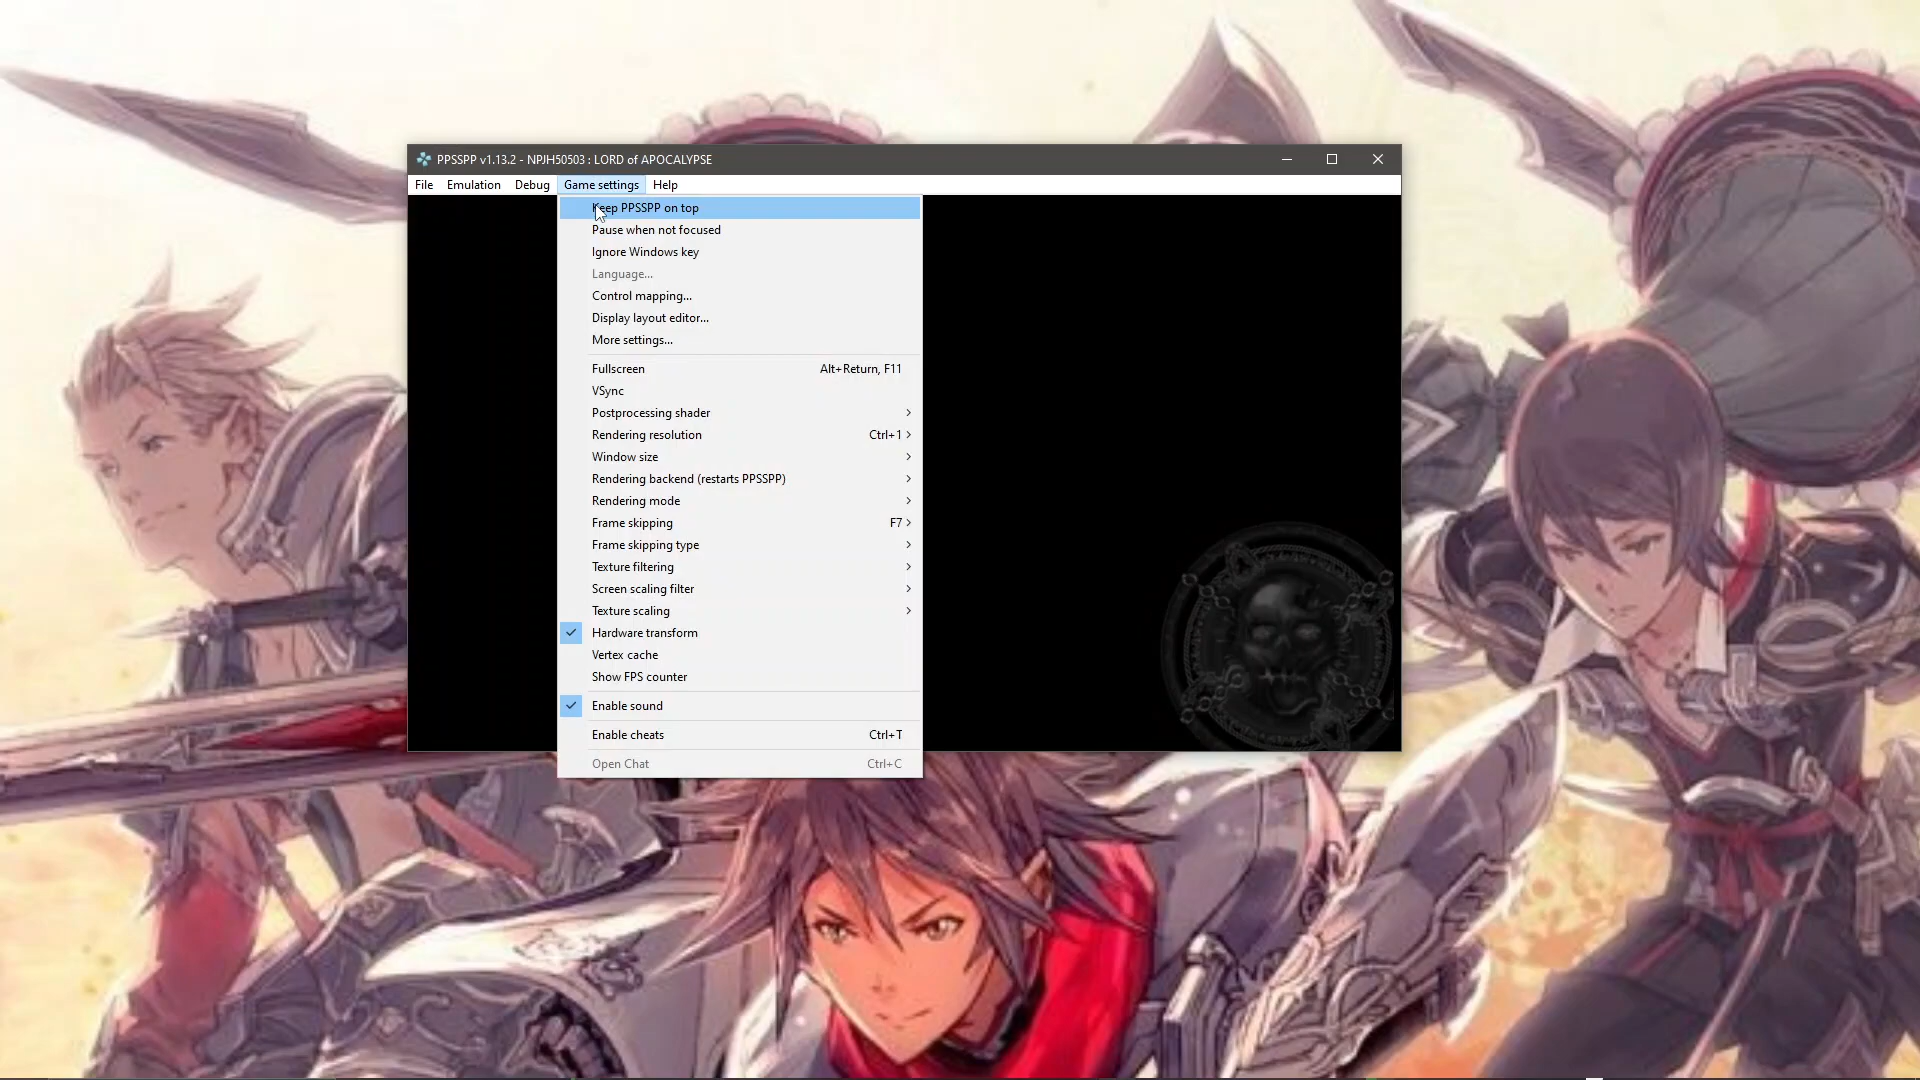 PPSSPP v1.13.2 - NPJH50503 : LORD of APOCALYPSE
File Emulation Debug Game settings Help
Keep PPSSPP on top
Pause when not focused
Ignore Windows key
Language...
Control mapping...
Display layout editor...
More settings...
Fullscreen Alt+Return, F11
VSync
Postprocessing shader
Rendering resolution Ctrl+1
Window size
Rendering backend (restarts PPSSPP)
Rendering mode
Frame skipping F7
Frame skipping type
Texture filtering
Screen scaling filter
Texture scaling
Hardware transform
Vertex cache
Show FPS counter
Enable sound
Enable cheats Ctrl+T
Open Chat Ctrl+C